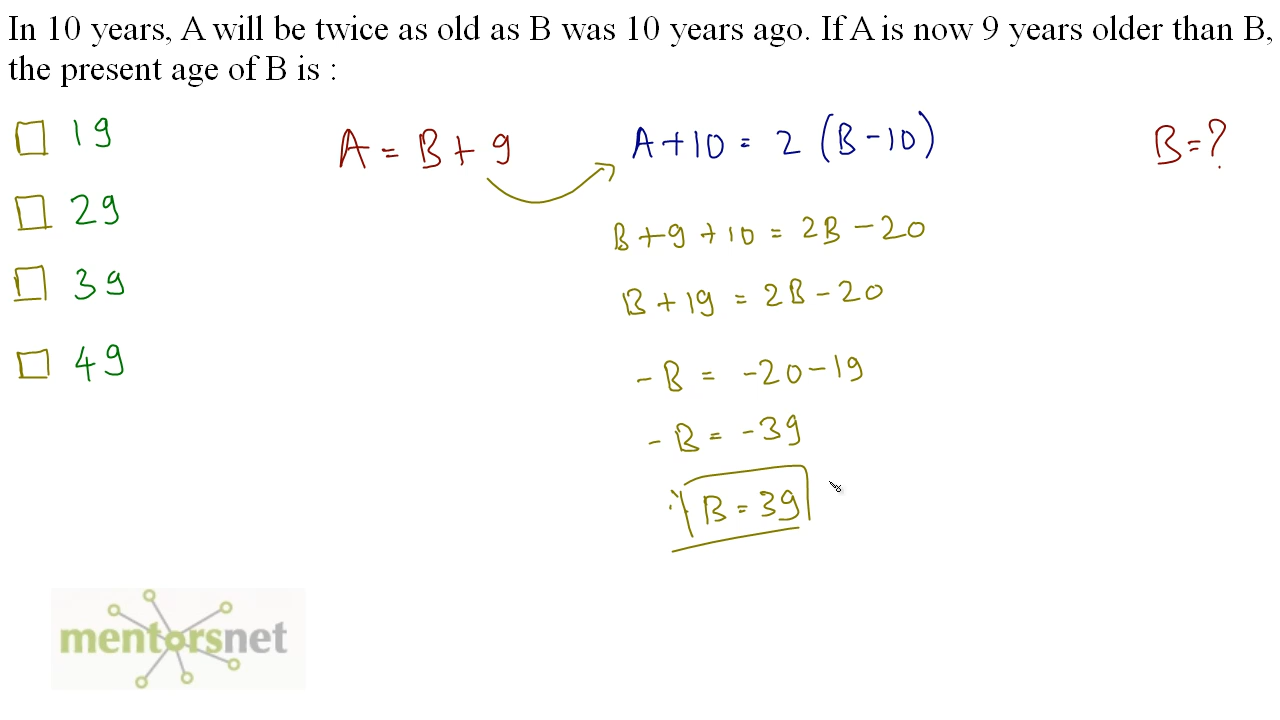 In 10 years, A will be twice as old as B was 10 years ago. If A is now 9 years older than B,
the present age of B is :
19
29
39
49
A = B + 9
A + 10 = 2 (B - 10)
B = ?
B + 9 + 10 = 2B - 20
B + 19 = 2B - 20
- B = -20 - 19
- B = -39
B = 39
mentorsnet